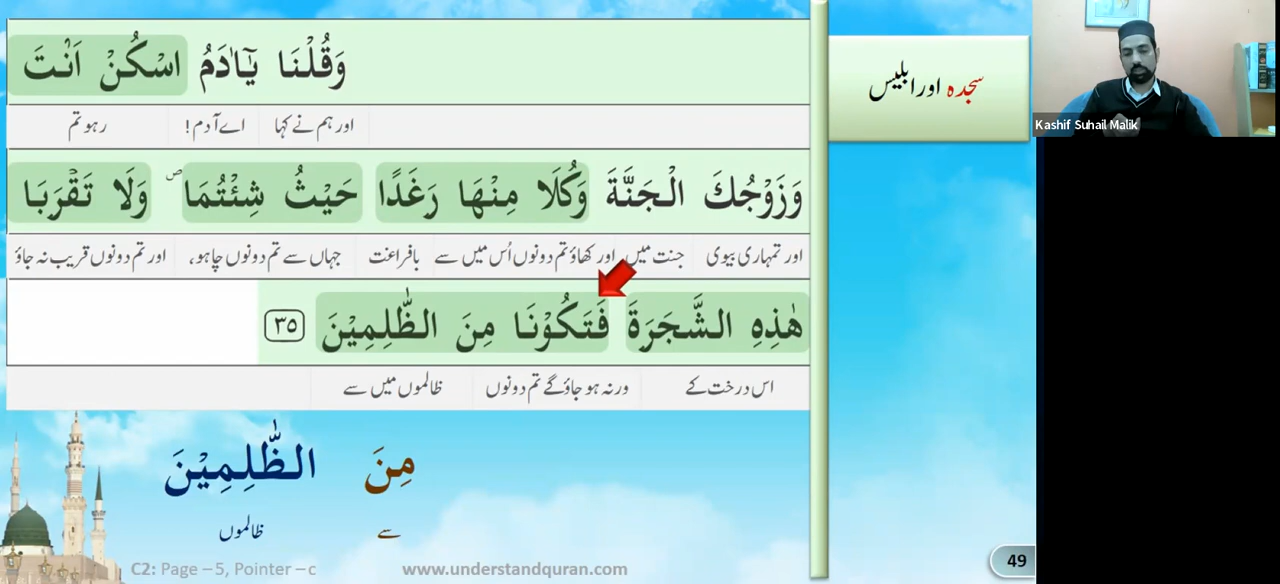 وَقُلْنَا يٰٓاٰدَمُ اسْكُنْ اَنْتَ
اور ہم نے کہا اے آدم! رہو تم
وَزَوْجُكَ الْجَنَّةَ وَكُلَا مِنْهَا رَغَدًا حَيْثُ شِئْتُمَا ۖ وَلَا تَقْرَبَا
اور تمہاری بیوی جنت میں اور کھاؤ تم دونوں اُس میں سے بافراغت جہاں سے تم دونوں چاہو، اور تم دونوں قریب نہ جاؤ
هٰذِهِ الشَّجَرَةَ فَتَكُوْنَا مِنَ الظّٰلِمِيْنَ ٣٥
اس درخت کے ورنہ ہو جاؤ گے تم دونوں ظالموں میں سے
مِنَ الظّٰلِمِيْنَ
سے ظالموں
C2: Page – 5, Pointer – c www.understandquran.com
سجدہ اور ابلیس
49
Kashif Suhail Malik